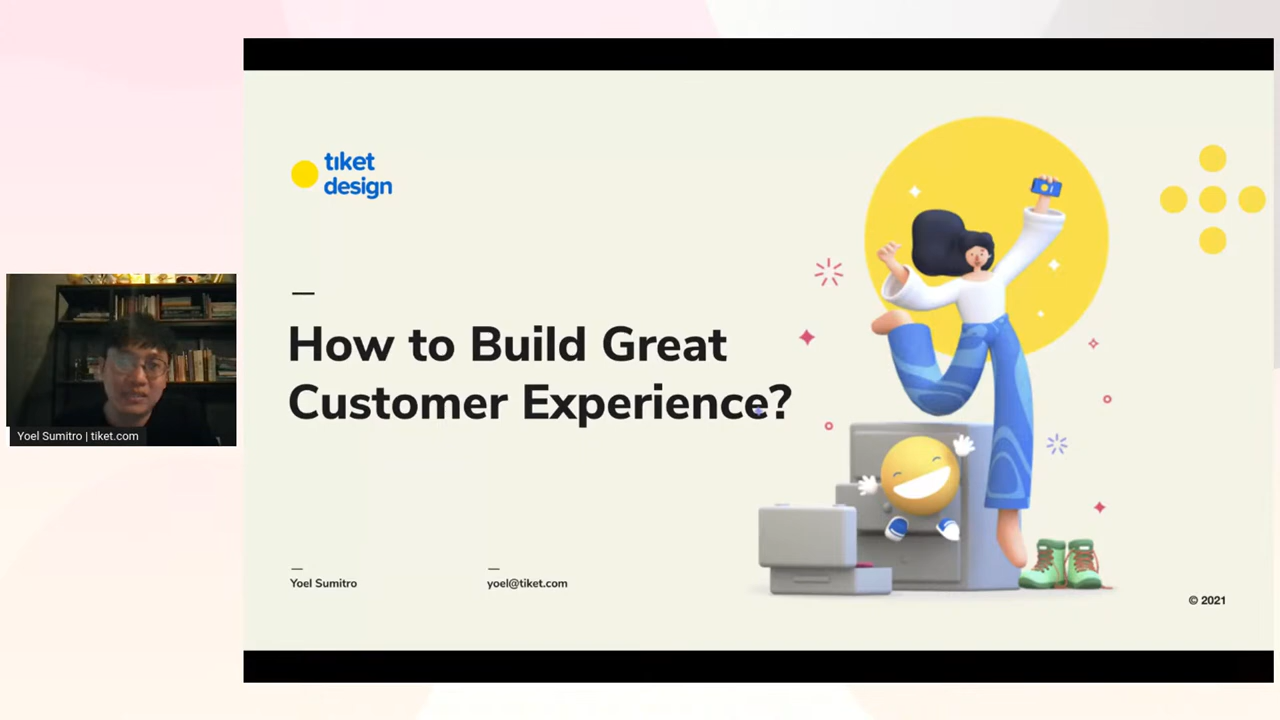 tiket
design
How to Build Great
Customer Experience?
Yoel Sumitro
yoel@tiket.com
© 2021
Yoel Sumitro | tiket.com